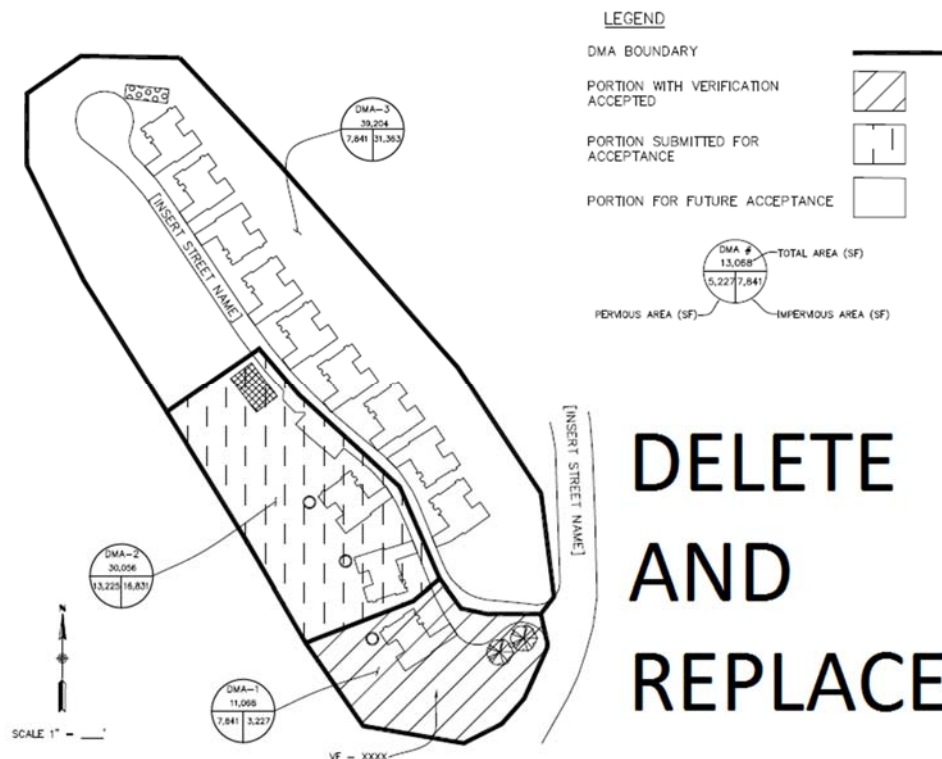 LEGEND
DMA BOUNDARY
PORTION WITH VERIFICATION
ACCEPTED
PORTION SUBMITTED FOR
ACCEPTANCE
PORTION FOR FUTURE ACCEPTANCE
DMA #
13,068
TOTAL AREA (SF)
5,227 7,841
PERVIOUS AREA (SF)
IMPERVIOUS AREA (SF)
DMA-3
39,204
7,841 31,363
[INSERT STREET NAME]
[INSERT STREET NAME]
DELETE
AND
REPLACE
DMA-2
30,056
13,225 16,831
DMA-1
11,068
7,841 3,227
N
SCALE 1" = ___'
VF - XXXX